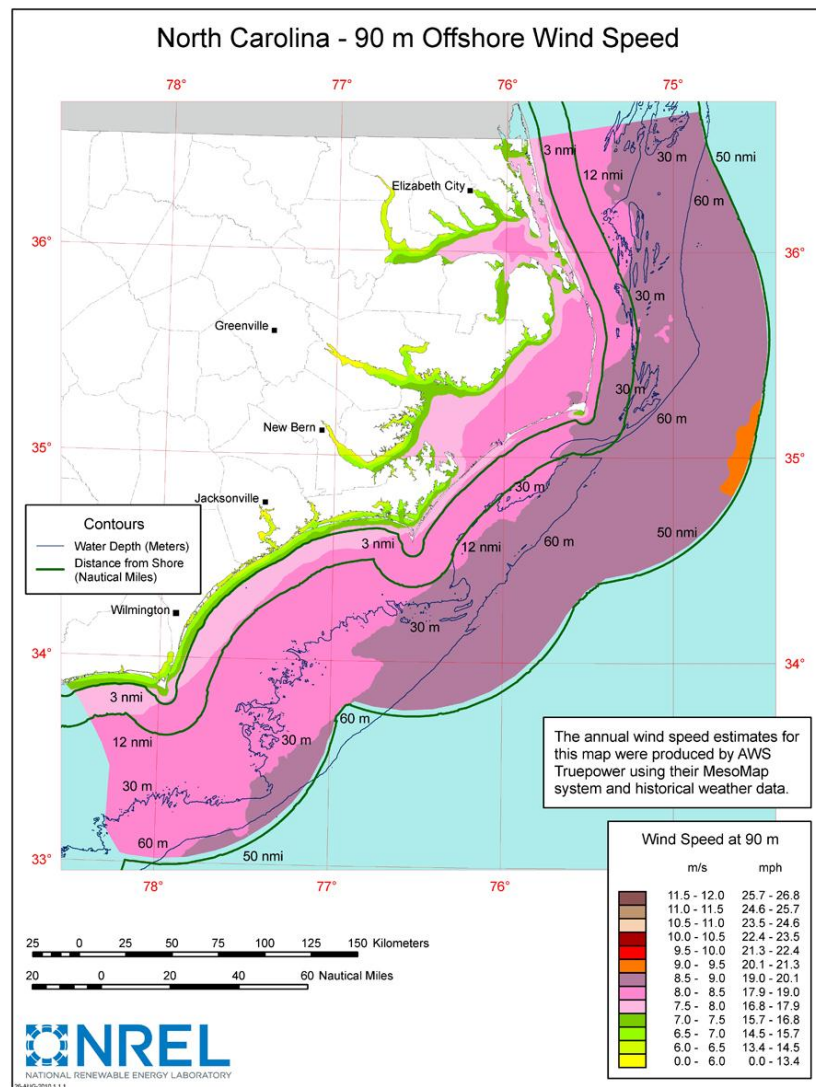 North Carolina - 90 m Offshore Wind Speed
78°
77°
76°
75°
3 nmi
30 m
50 nmi
12 nmi
Elizabeth City
60 m
36°
36°
30 m
Greenville
30 m
New Bern
60 m
35°
35°
Jacksonville
30 m
Contours
Water Depth (Meters)
Distance from Shore
(Nautical Miles)
3 nmi
12 nmi
60 m
50 nmi
Wilmington
30 m
34°
34°
3 nmi
60 m
12 nmi
30 m
The annual wind speed estimates for
this map were produced by AWS
Truepower using their MesoMap
system and historical weather data.
30 m
60 m
50 nmi
33°
78°
77°
76°
75°
Wind Speed at 90 m
m/s mph
11.5 - 12.0 25.7 - 26.8
11.0 - 11.5 24.6 - 25.7
10.5 - 11.0 23.5 - 24.6
10.0 - 10.5 22.4 - 23.5
9.5 - 10.0 21.3 - 22.4
9.0 - 9.5 20.1 - 21.3
8.5 - 9.0 19.0 - 20.1
8.0 - 8.5 17.9 - 19.0
7.5 - 8.0 16.8 - 17.9
7.0 - 7.5 15.7 - 16.8
6.5 - 7.0 14.5 - 15.7
6.0 - 6.5 13.4 - 14.5
0.0 - 6.0 0.0 - 13.4
25 0 25 50 75 100 125 150 Kilometers
20 0 20 40 60 Nautical Miles
NREL
NATIONAL RENEWABLE ENERGY LABORATORY